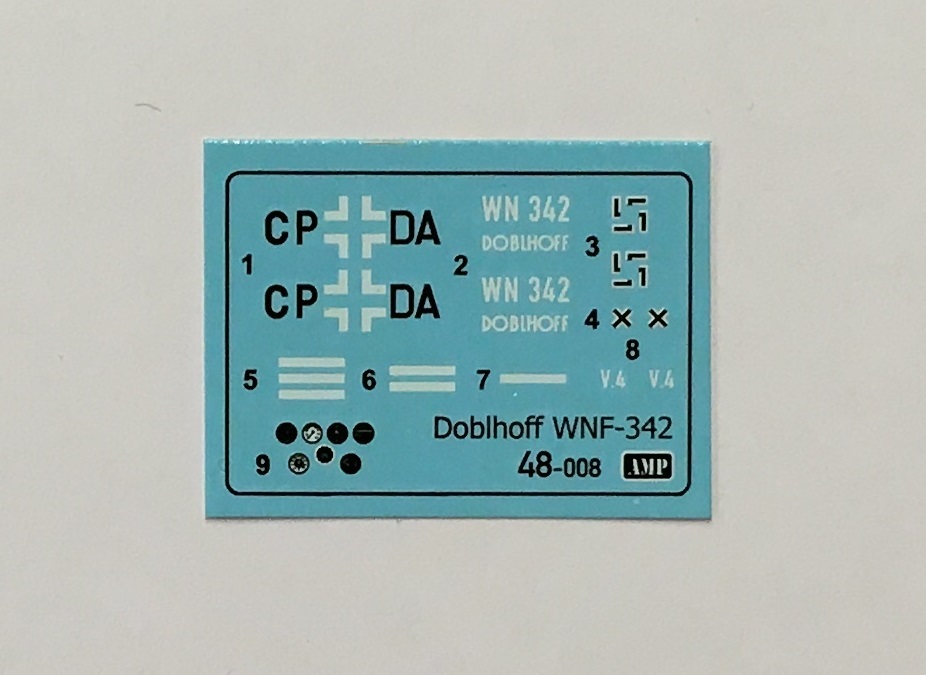 CP DA
1
CP DA
2
WN 342
DOBLHOFF
WN 342
DOBLHOFF
3
4
8
5
6
7
V.4 V.4
9
Doblhoff WNF-342
48-008 AMP